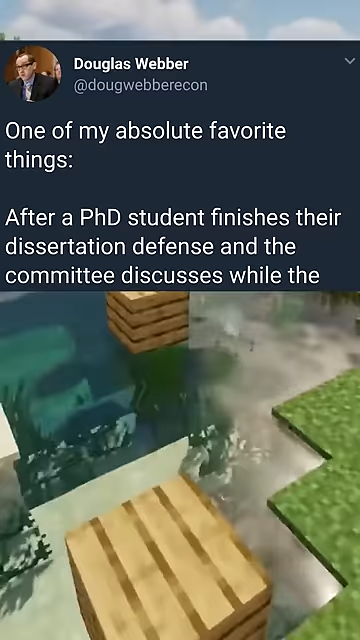 Douglas Webber
@dougwebberecon
One of my absolute favorite
things:
After a PhD student finishes their
dissertation defense and the
committee discusses while the